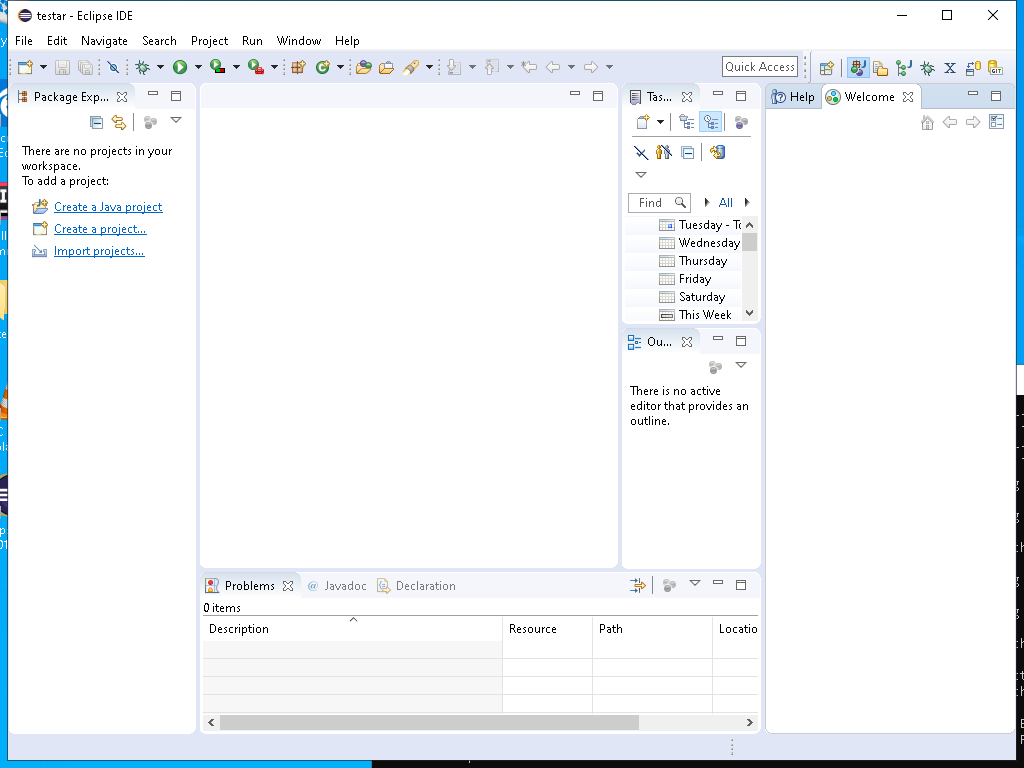 testar - Eclipse IDE
File Edit Navigate Search Project Run Window Help
Quick Access
Package Exp...
There are no projects in your
workspace.
To add a project:
Create a Java project
Create a project...
Import projects...
Tas...
Find
All
Tuesday - To
Wednesday
Thursday
Friday
Saturday
This Week
Ou...
There is no active
editor that provides an
outline.
Help Welcome
Problems Javadoc Declaration
0 items
Description Resource Path Locatio